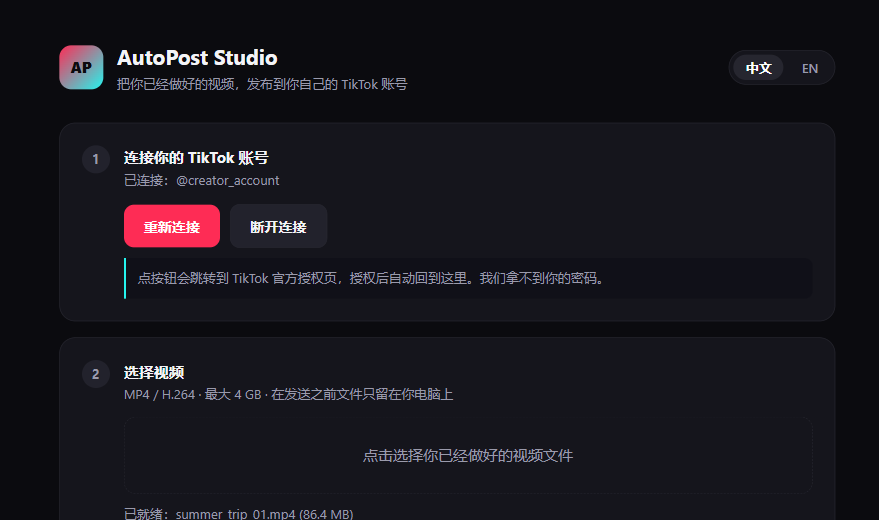 AP
AutoPost Studio
把你已经做好的视频，发布到你自己的 TikTok 账号
中文
EN
1
连接你的 TikTok 账号
已连接：@creator_account
重新连接
断开连接
点按钮会跳转到 TikTok 官方授权页，授权后自动回到这里。我们拿不到你的密码。
2
选择视频
MP4 / H.264 · 最大 4 GB · 在发送之前文件只留在你电脑上
点击选择你已经做好的视频文件
已就绪：summer_trip_01.mp4 (86.4 MB)